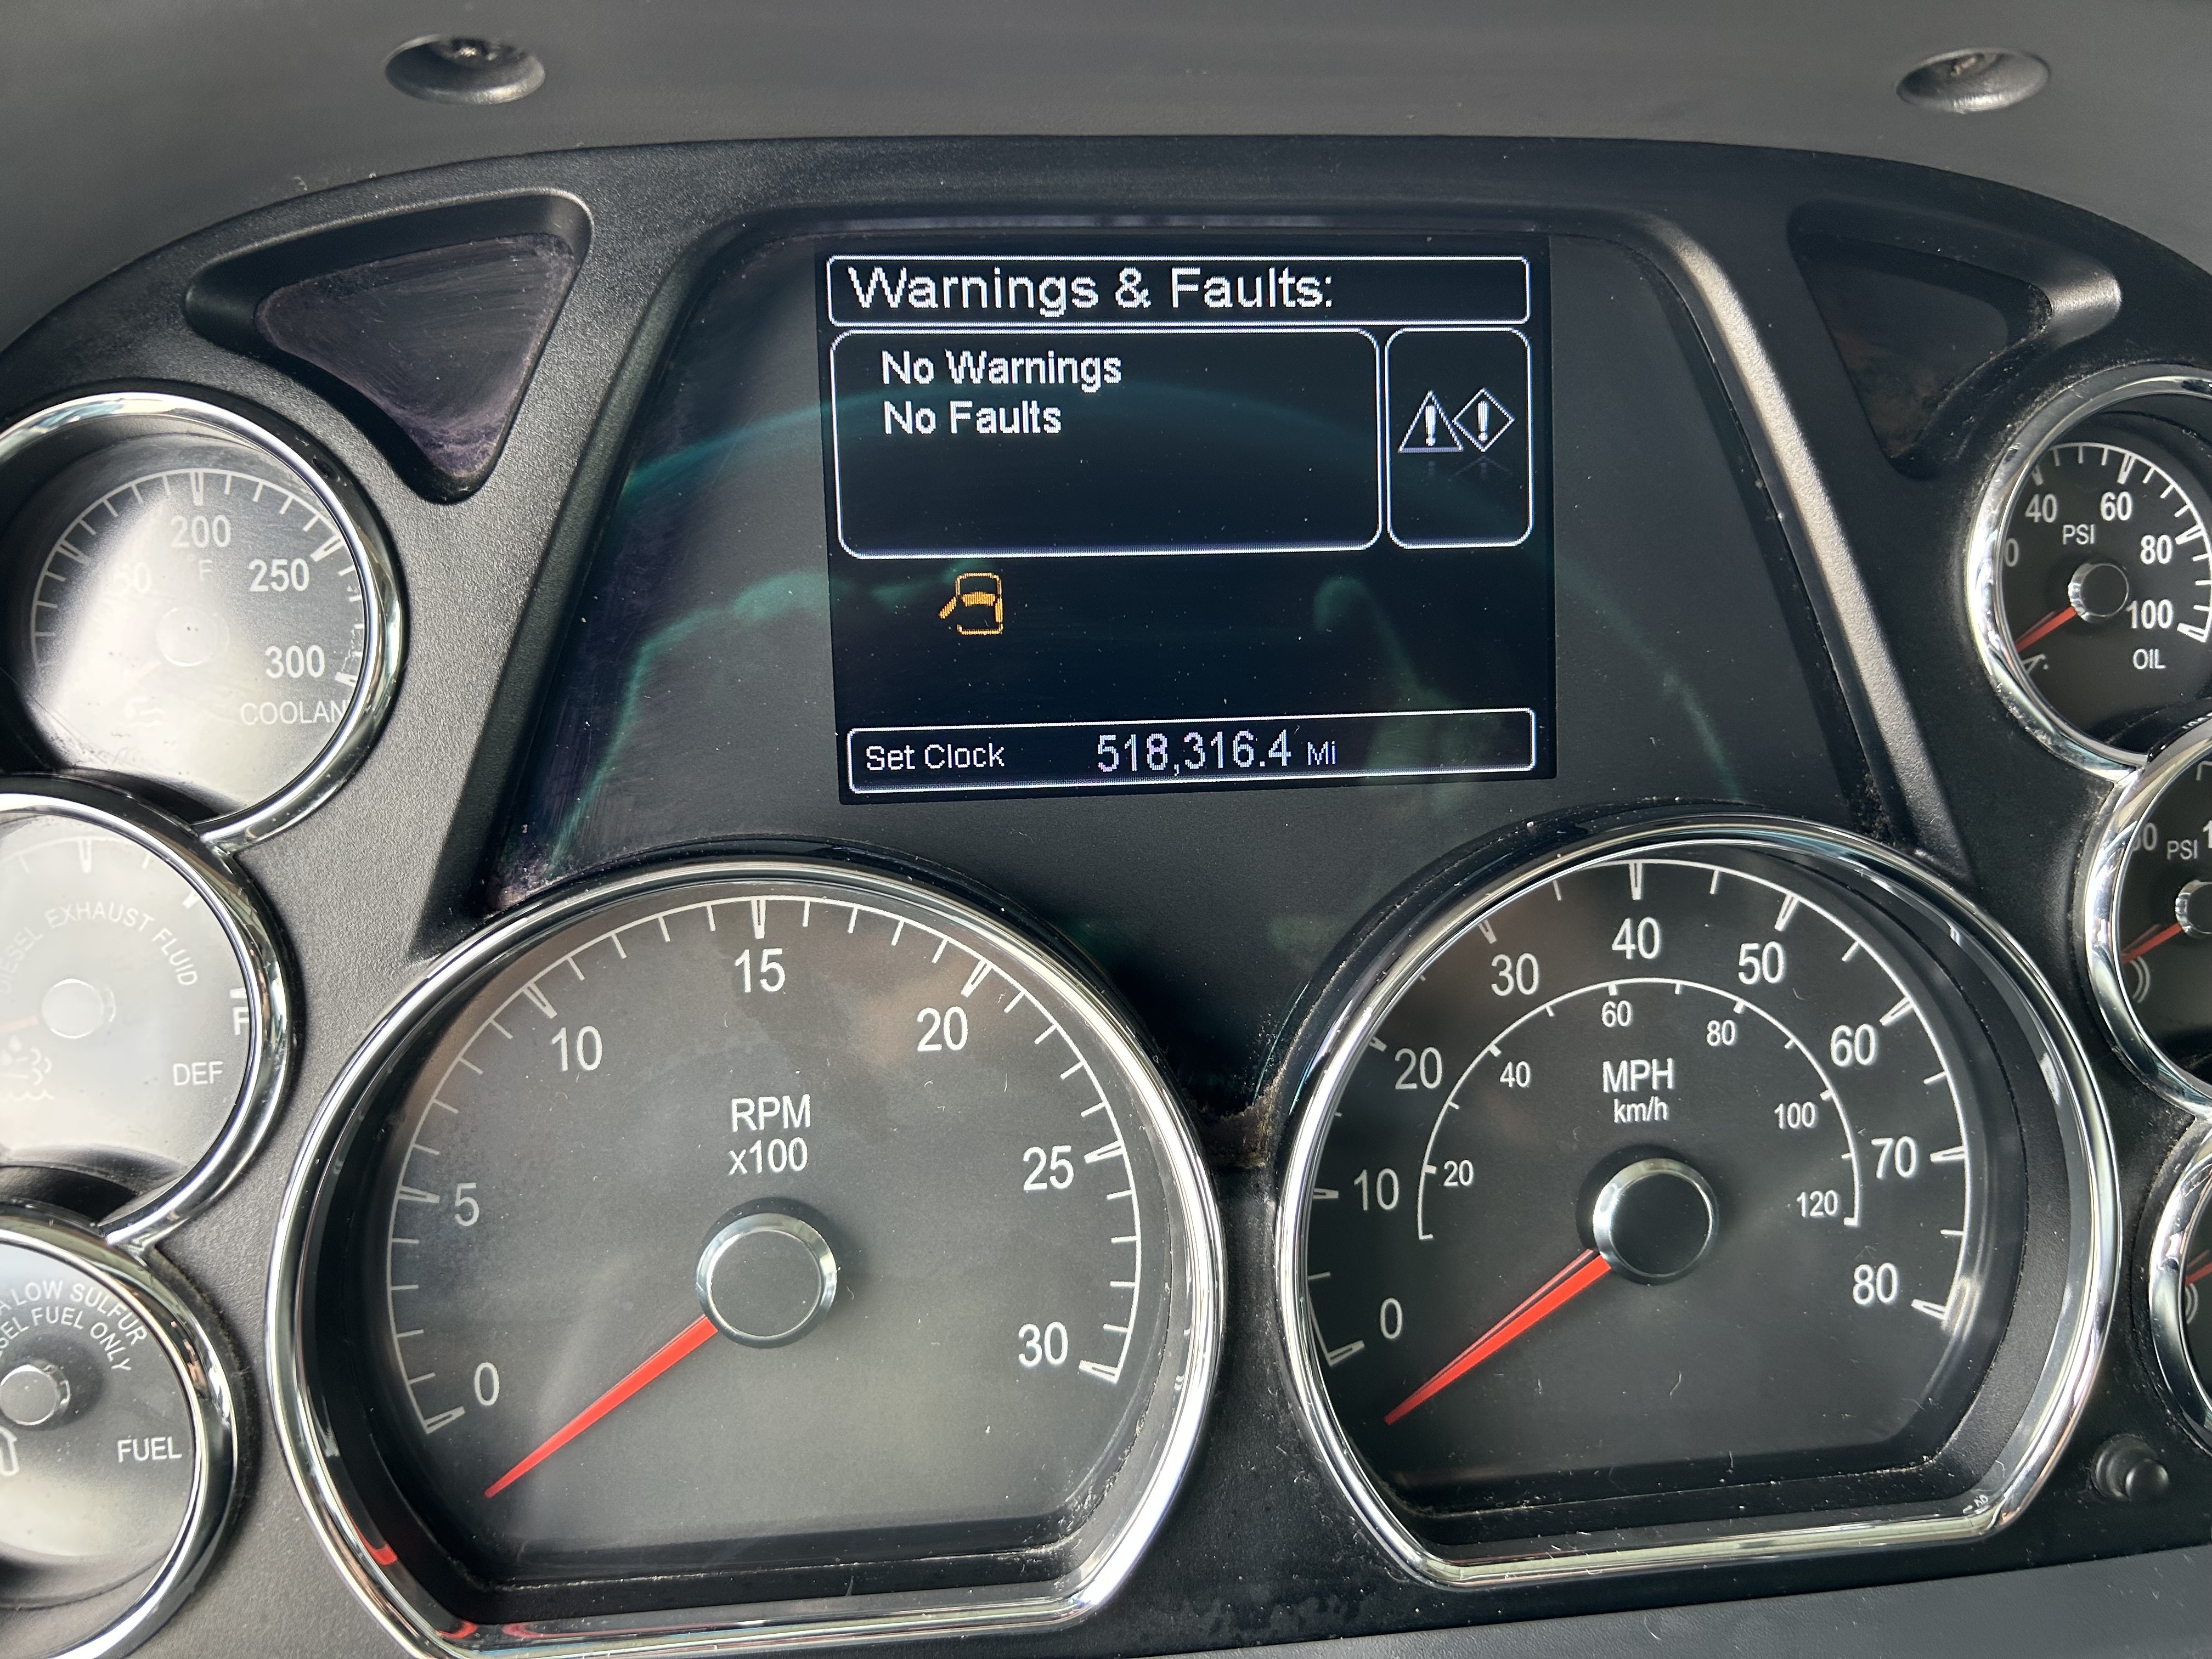 Warnings & Faults:
No Warnings
No Faults
Set Clock 518,316.4 Mi
200
250
300
F
COOLAN
DIESEL EXHAUST FLUID
F
DEF
LOW SULFUR
FUEL ONLY
FUEL
0
5
10
15
20
25
30
RPM
x100
0
10
20
30
40
50
60
70
80
20
40
60
80
100
120
MPH
km/h
40
60
80
100
PSI
OIL
PSI